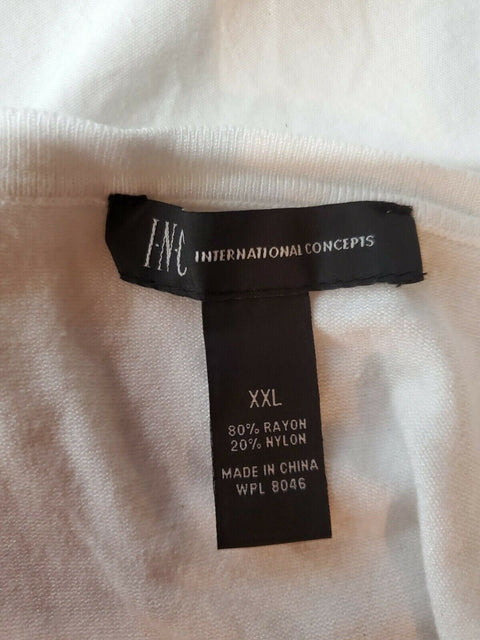 I·N·C INTERNATIONAL CONCEPTS
XXL
80% RAYON
20% NYLON
MADE IN CHINA
WPL 8046